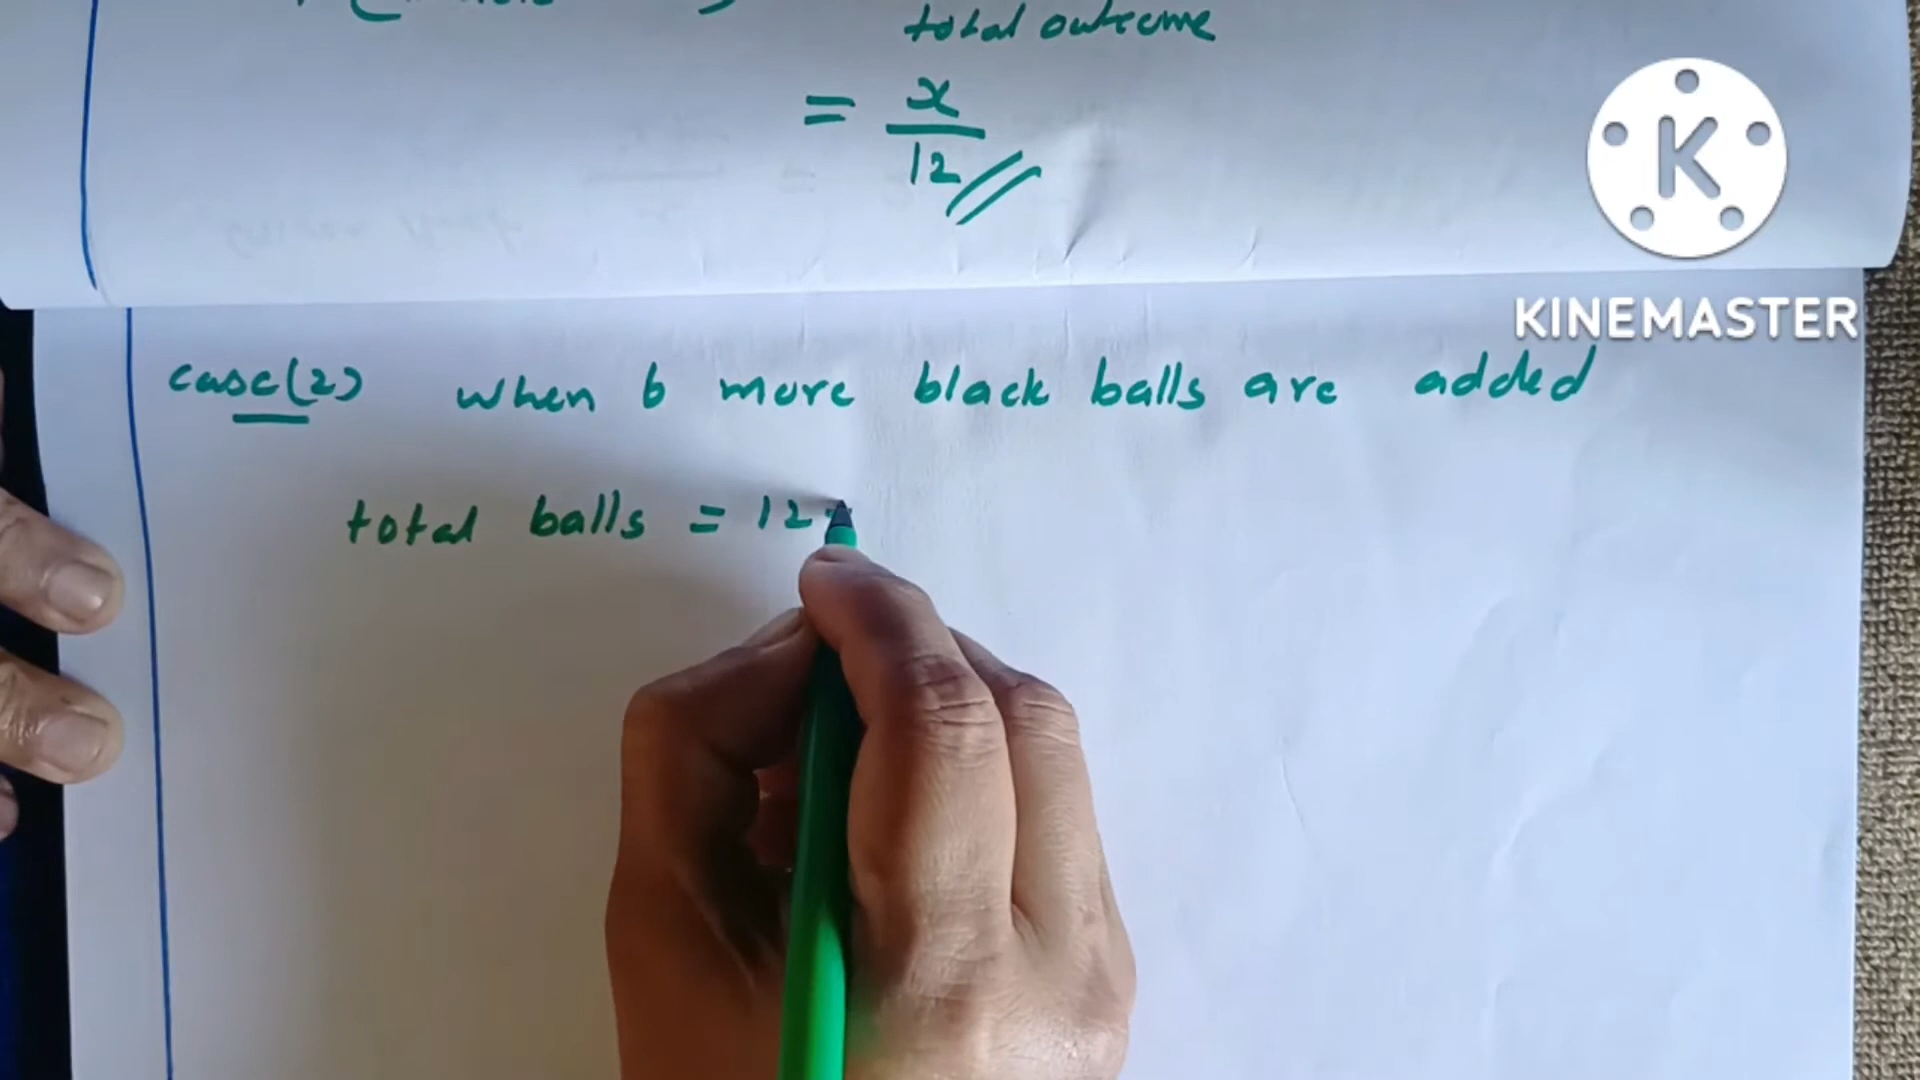 total outcome
= x
12
K
KINEMASTER
case(2) when 6 more black balls are added
total balls = 12